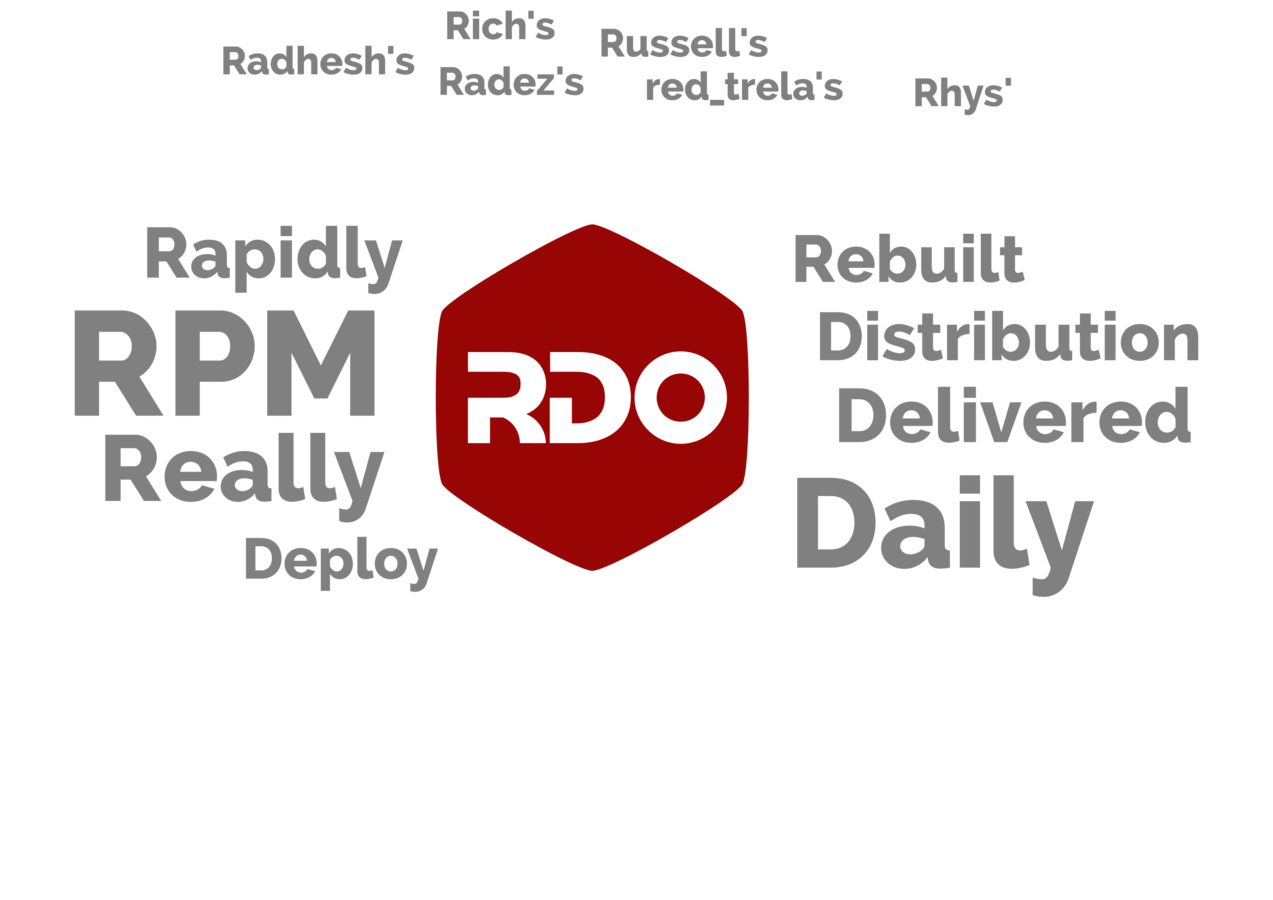 Rich's
Russell's
Radhesh's
Radez's
red_trela's
Rhys'
Rapidly
Rebuilt
RPM
Distribution
RDO
Delivered
Really
Daily
Deploy